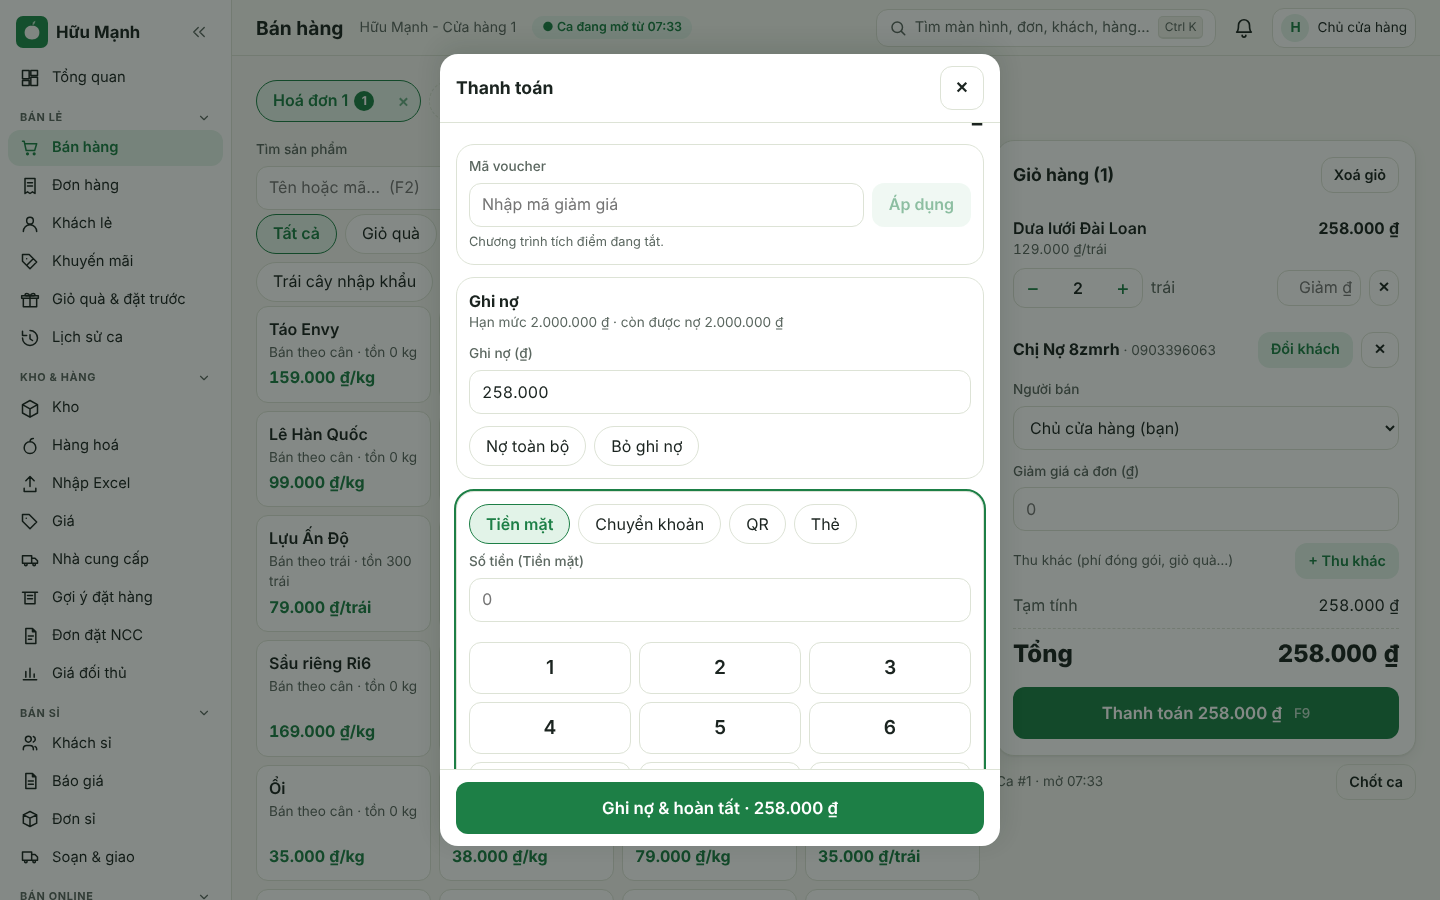 Hữu Mạnh
Tổng quan
BÁN LẺ
Bán hàng
Đơn hàng
Khách lẻ
Khuyến mãi
Giỏ quà & đặt trước
Lịch sử ca
KHO & HÀNG
Kho
Hàng hoá
Nhập Excel
Giá
Nhà cung cấp
Gợi ý đặt hàng
Đơn đặt NCC
Giá đối thủ
BÁN SỈ
Khách sỉ
Báo giá
Đơn sỉ
Soạn & giao
BÁN ONLINE
Bán hàng
Hữu Mạnh - Cửa hàng 1
Ca đang mở từ 07:33
Tìm màn hình, đơn, khách, hàng...
Ctrl K
H
Chủ cửa hàng
Hoá đơn 1
1
×
Tìm sản phẩm
Tên hoặc mã... (F2)
Tất cả
Giỏ quà
Trái cây nhập khẩu
Táo Envy
Bán theo cân · tồn 0 kg
159.000 ₫/kg
Lê Hàn Quốc
Bán theo cân · tồn 0 kg
99.000 ₫/kg
Lựu Ấn Độ
Bán theo trái · tồn 300
trái
79.000 ₫/trái
Sầu riêng Ri6
Bán theo cân · tồn 0 kg
169.000 ₫/kg
Ổi
Bán theo cân · tồn 0 kg
35.000 ₫/kg
38.000 ₫/kg
79.000 ₫/kg
35.000 ₫/trái
Thanh toán
×
Mã voucher
Nhập mã giảm giá
Áp dụng
Chương trình tích điểm đang tắt.
Ghi nợ
Hạn mức 2.000.000 ₫ · còn được nợ 2.000.000 ₫
Ghi nợ (₫)
258.000
Nợ toàn bộ
Bỏ ghi nợ
Tiền mặt
Chuyển khoản
QR
Thẻ
Số tiền (Tiền mặt)
0
1
2
3
4
5
6
Ghi nợ & hoàn tất · 258.000 ₫
Giỏ hàng (1)
Xoá giỏ
Dưa lưới Đài Loan
258.000 ₫
129.000 ₫/trái
−
2
+
trái
Giảm ₫
×
Chị Nợ 8zmrh · 0903396063
Đổi khách
×
Người bán
Chủ cửa hàng (bạn)
Giảm giá cả đơn (₫)
0
Thu khác (phí đóng gói, giỏ quà...)
+ Thu khác
Tạm tính
258.000 ₫
Tổng
258.000 ₫
Thanh toán 258.000 ₫ F9
Ca #1 · mở 07:33
Chốt ca